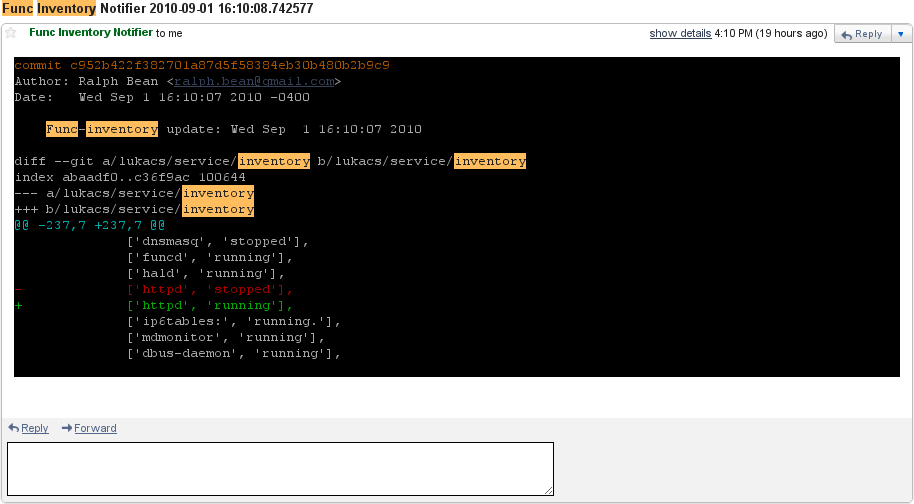 Func Inventory Notifier 2010-09-01 16:10:08.742577
Func Inventory Notifier to me show details 4:10 PM (19 hours ago) Reply
commit c952b422f382701a87d5f58384eb30b480b2b9c9
Author: Ralph Bean <ralph.bean@gmail.com>
Date:   Wed Sep 1 16:10:07 2010 -0400
    Func-inventory update: Wed Sep  1 16:10:07 2010
diff --git a/lukacs/service/inventory b/lukacs/service/inventory
index abaadf0..c36f9ac 100644
--- a/lukacs/service/inventory
+++ b/lukacs/service/inventory
@@ -237,7 +237,7 @@
              ['dnsmasq', 'stopped'],
              ['funcd', 'running'],
              ['hald', 'running'],
-             ['httpd', 'stopped'],
+             ['httpd', 'running'],
              ['ip6tables:', 'running.'],
              ['mdmonitor', 'running'],
              ['dbus-daemon', 'running'],
Reply Forward